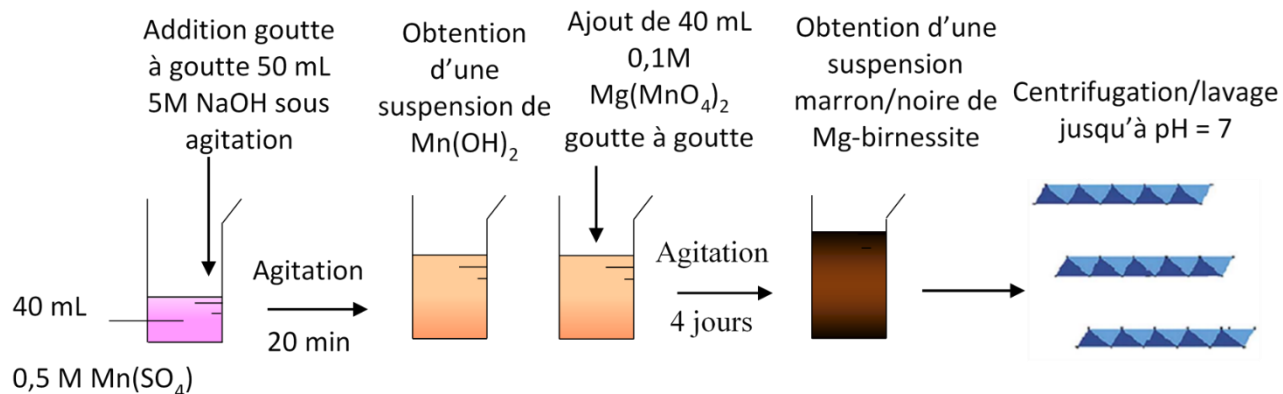 Addition goutte
à goutte 50 mL
5M NaOH sous
agitation
Obtention
d’une
suspension de
Mn(OH)₂
Ajout de 40 mL
0,1M
Mg(MnO₄)₂
goutte à goutte
Obtention d’une
suspension
marron/noire de
Mg-birnessite
Centrifugation/lavage
jusqu’à pH = 7
40 mL
0,5 M Mn(SO₄)
Agitation
20 min
Agitation
4 jours